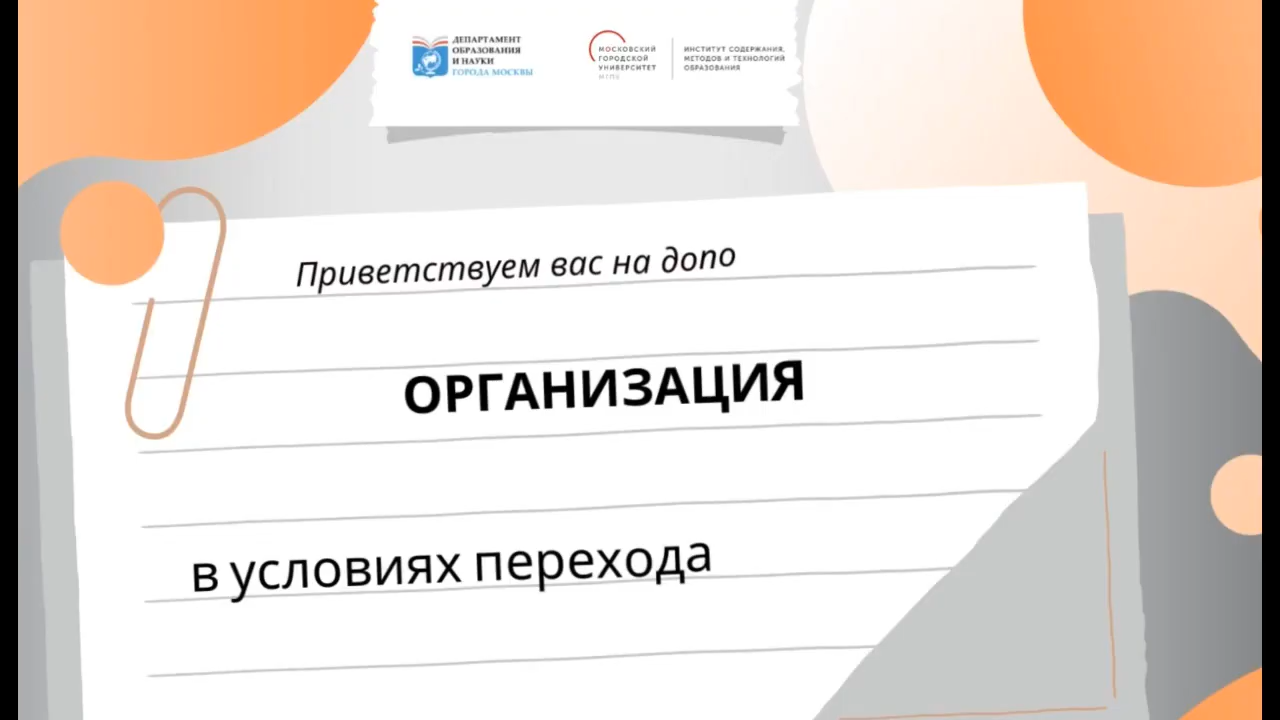 ДЕПАРТАМЕНТ
ОБРАЗОВАНИЯ
И НАУКИ
ГОРОДА МОСКВЫ
МОСКОВСКИЙ
ГОРОДСКОЙ
УНИВЕРСИТЕТ
МГПУ
ИНСТИТУТ СОДЕРЖАНИЯ,
МЕТОДОВ И ТЕХНОЛОГИЙ
ОБРАЗОВАНИЯ
Приветствуем вас на допо
ОРГАНИЗАЦИЯ
в условиях перехода